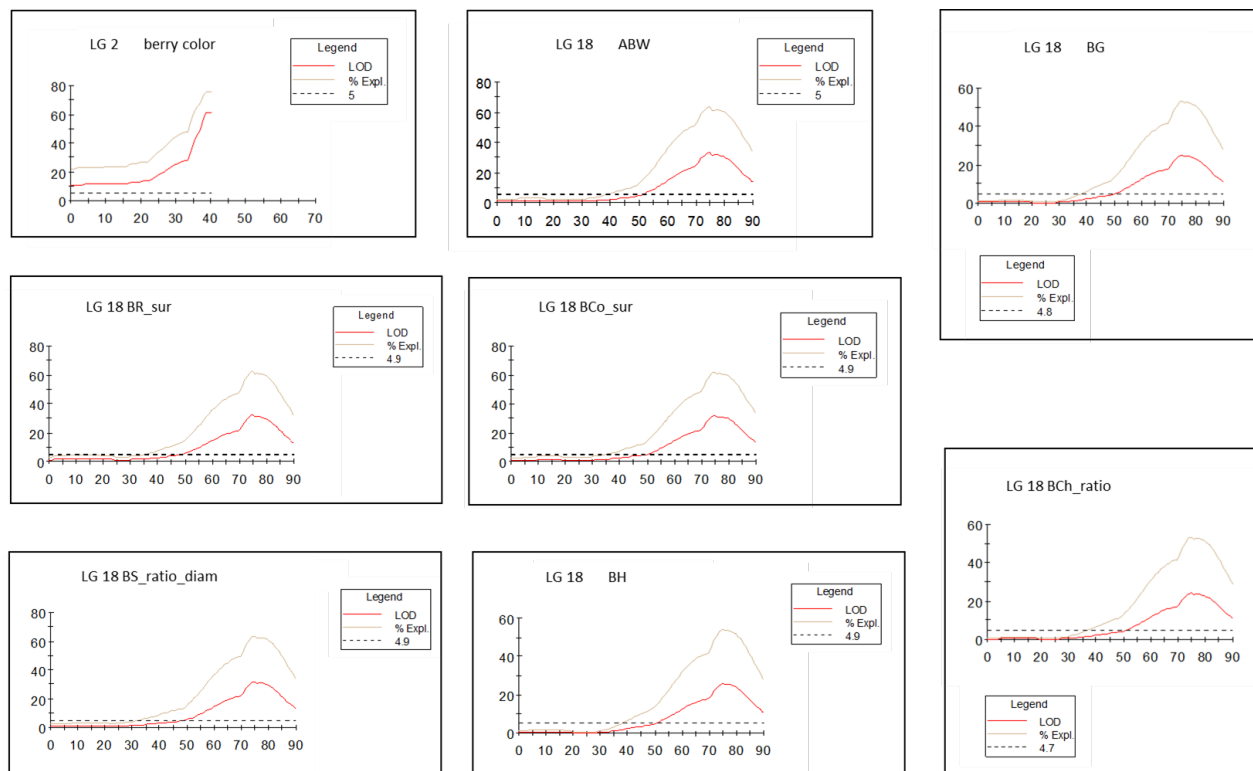 LG 2 berry color
Legend
LOD
% Expl.
5
80
60
40
20
0
0 10 20 30 40 50 60 70
LG 18 ABW
Legend
LOD
% Expl.
5
80
60
40
20
0
0 10 20 30 40 50 60 70 80 90
LG 18 BG
60
40
20
0
0 10 20 30 40 50 60 70 80 90
Legend
LOD
% Expl.
4.8
LG 18 BR_sur
Legend
LOD
% Expl.
4.9
80
60
40
20
0
0 10 20 30 40 50 60 70 80 90
LG 18 BCo_sur
Legend
LOD
% Expl.
4.9
80
60
40
20
0
0 10 20 30 40 50 60 70 80 90
LG 18 BCh_ratio
60
40
20
0
0 10 20 30 40 50 60 70 80 90
Legend
LOD
% Expl.
4.7
LG 18 BS_ratio_diam
Legend
LOD
% Expl.
4.9
80
60
40
20
0
0 10 20 30 40 50 60 70 80 90
LG 18 BH
Legend
LOD
% Expl.
4.9
60
40
20
0
0 10 20 30 40 50 60 70 80 90